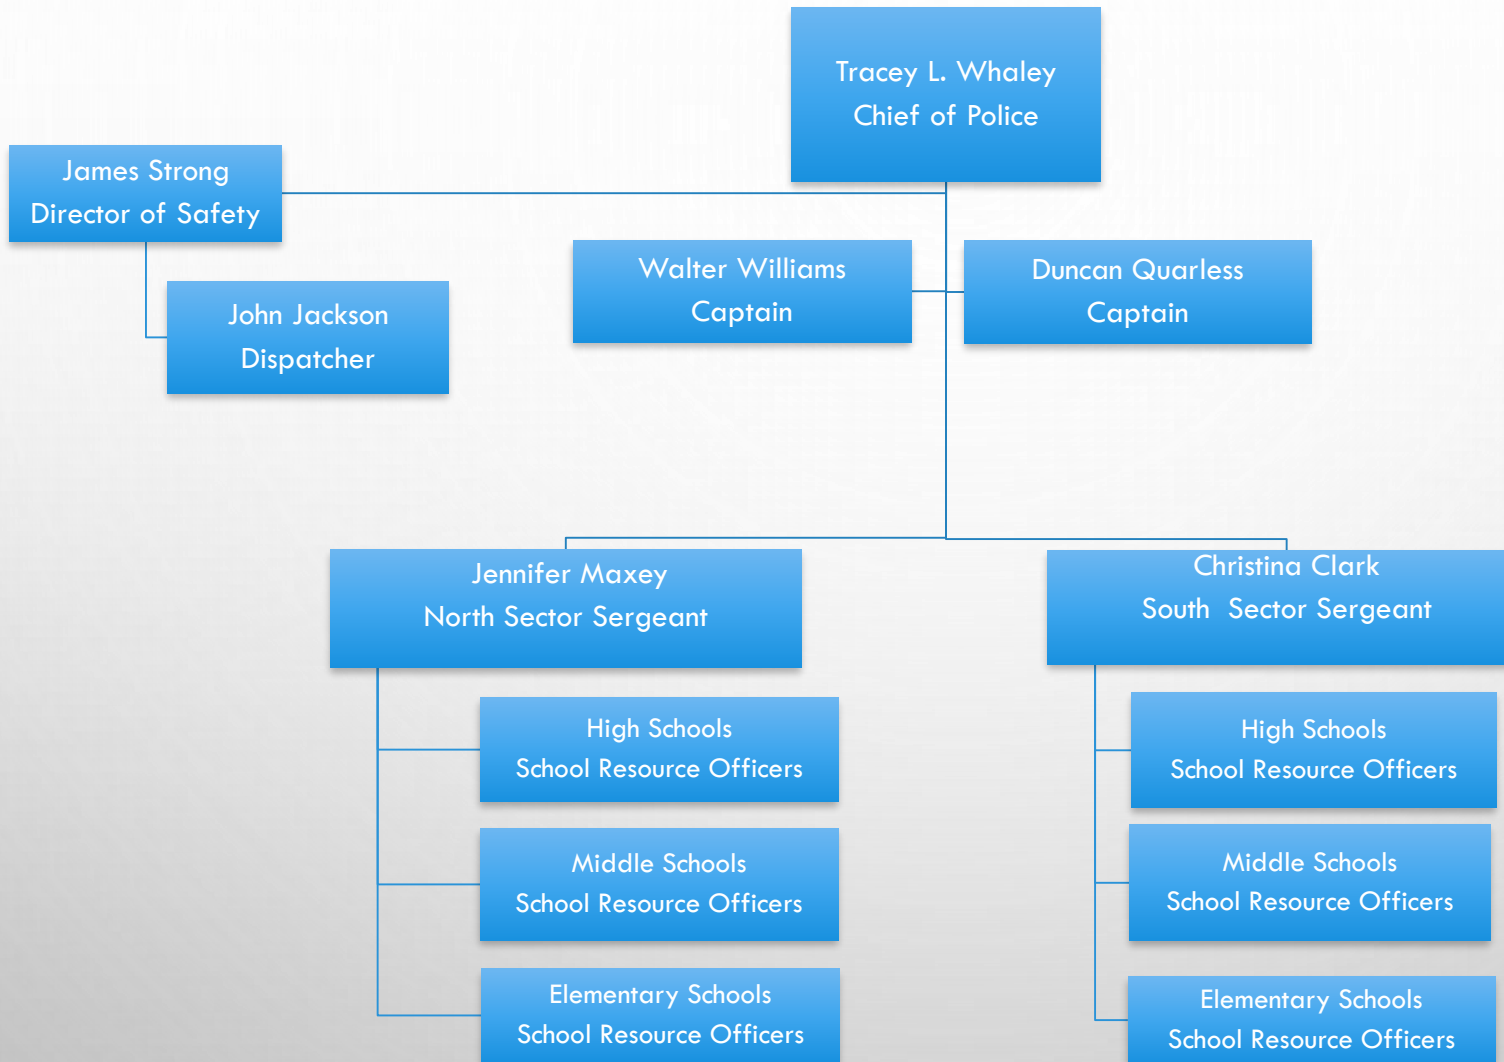 Tracey L. Whaley
Chief of Police
James Strong
Director of Safety
John Jackson
Dispatcher
Walter Williams
Captain
Duncan Quarless
Captain
Jennifer Maxey
North Sector Sergeant
High Schools
School Resource Officers
Middle Schools
School Resource Officers
Elementary Schools
School Resource Officers
Christina Clark
South  Sector Sergeant
High Schools
School Resource Officers
Middle Schools
School Resource Officers
Elementary Schools
School Resource Officers